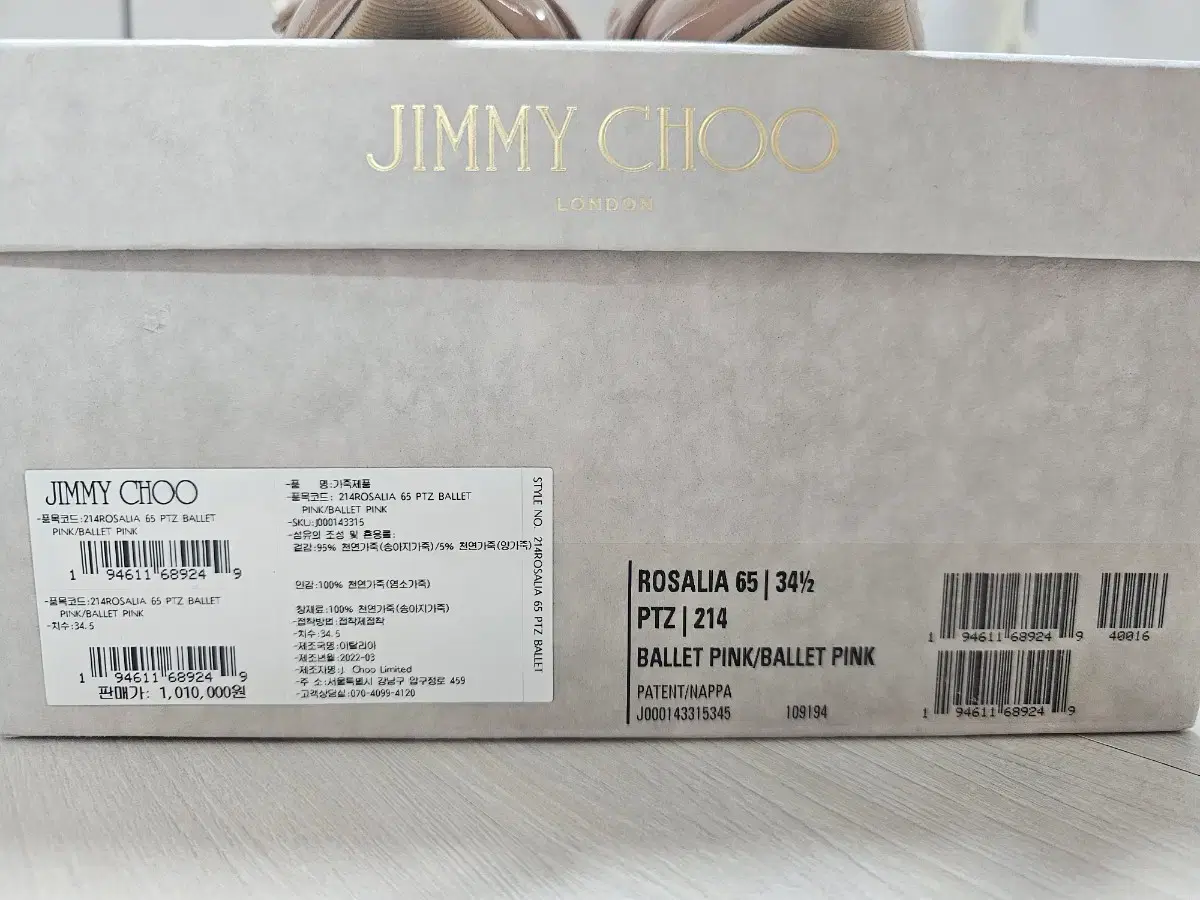 JIMMY CHOO
LONDON
JIMMY CHOO
-품목코드:214ROSALIA 65 PTZ BALLET
PINK/BALLET PINK
1 94611 68924 9
-품목코드:214ROSALIA 65 PTZ BALLET
PINK/BALLET PINK
-치수:34.5
1 94611 68924 9
판매가: 1,010,000원
-품 명:가죽제품
-품목코드: 214ROSALIA 65 PTZ BALLET
PINK/BALLET PINK
-SKU:J000143315
-섬유의 조성 및 혼용률;
겉감:95% 천연가죽(송아지가죽)/5% 천연가죽(양가죽)
안감:100% 천연가죽(염소가죽)
창재료:100% 천연가죽(송아지가죽)
-접착방법:접착제접착
-치수:34.5
-제조국명:이탈리아
-제조년월:2022-03
-제조자명:J. Choo Limited
-주 소:서울특별시 강남구 압구정로 459
-고객상담실:070-4099-4120
STYLE NO. 214ROSALIA 65 PTZ BALLET
ROSALIA 65 | 34½
PTZ | 214
BALLET PINK/BALLET PINK
PATENT/NAPPA
J000143315345 109194
1 94611 68924 9
40016
1 94611 68924 9